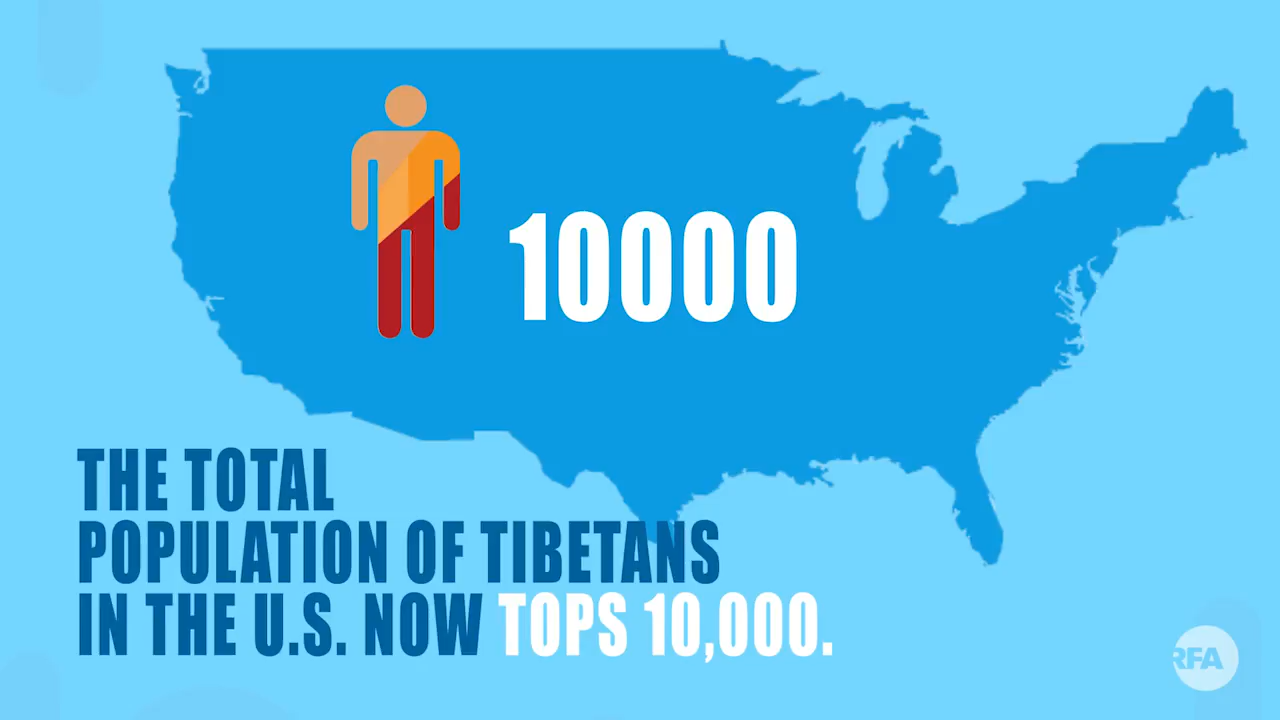 10000
THE TOTAL
POPULATION OF TIBETANS
IN THE U.S. NOW TOPS 10,000.
RFA